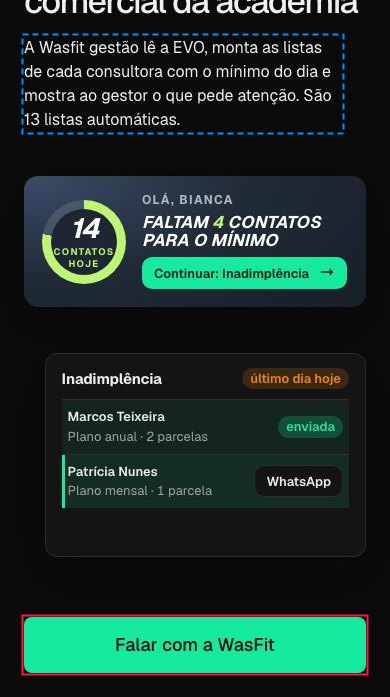 comercial da academia
A Wasfit gestão lê a EVO, monta as listas
de cada consultora com o mínimo do dia e
mostra ao gestor o que pede atenção. São
13 listas automáticas.
OLÁ, BIANCA
14
CONTATOS
HOJE
FALTAM 4 CONTATOS
PARA O MÍNIMO
Continuar: Inadimplência →
Inadimplência
último dia hoje
Marcos Teixeira
Plano anual · 2 parcelas
enviada
Patrícia Nunes
Plano mensal · 1 parcela
WhatsApp
Falar com a WasFit